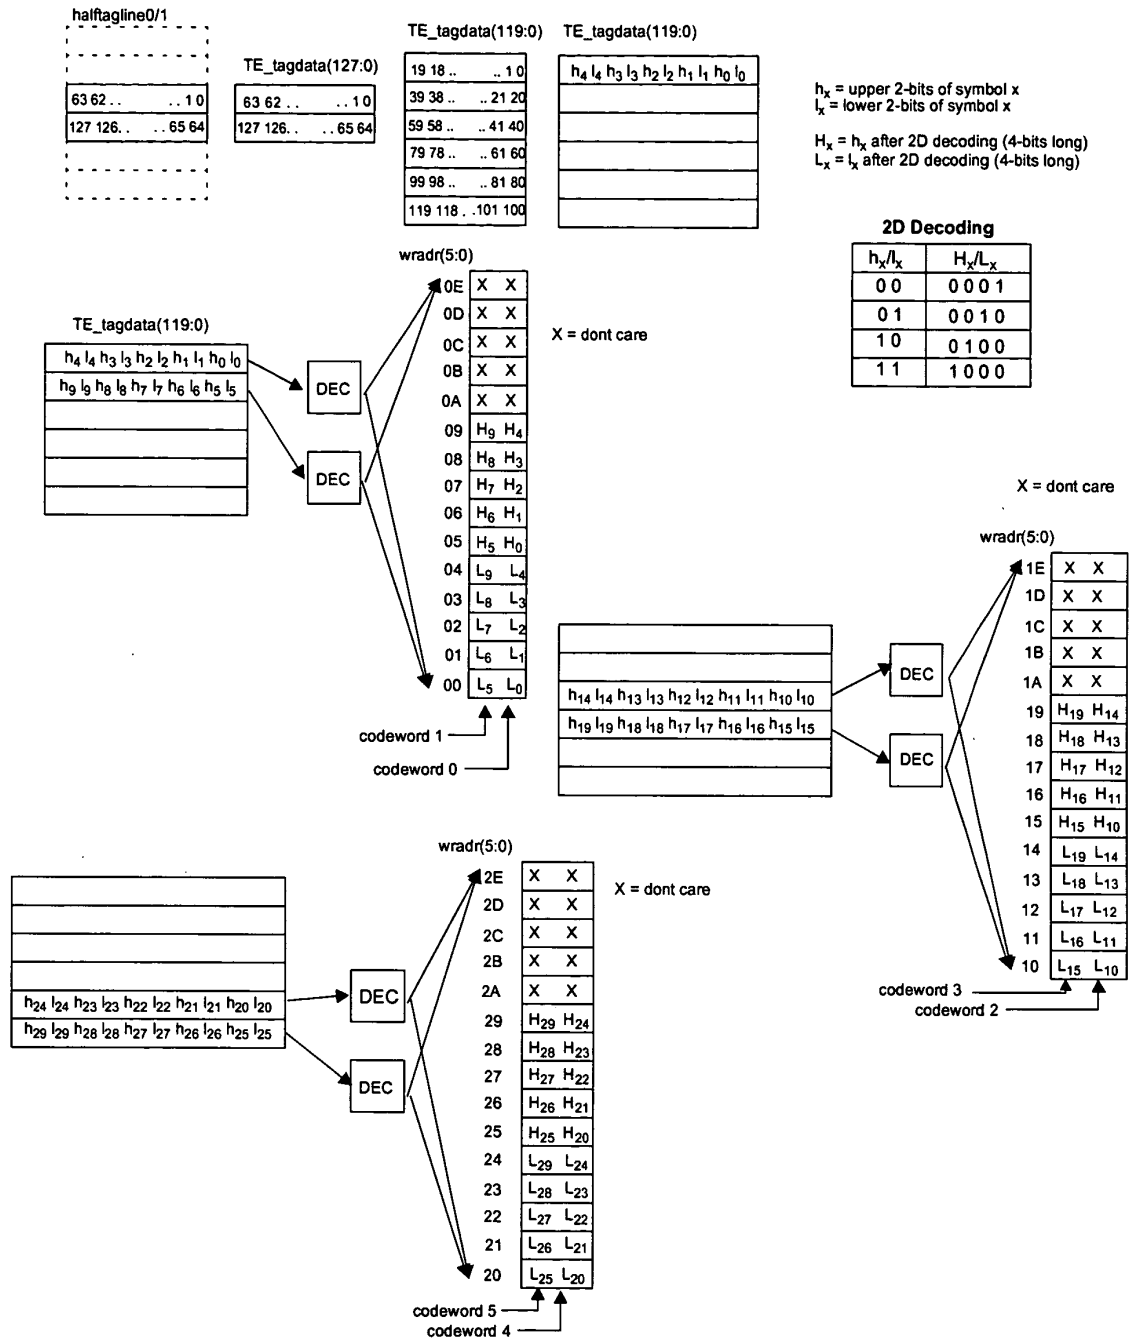 halftagline0/1
63 62 . .          . . 1 0
127 126. .      . . 65 64
TE_tagdata(127:0)
63 62 . .          . . 1 0
127 126. .      . . 65 64
TE_tagdata(119:0)
19 18 ..      .. 1 0
39 38 ..      .. 21 20
59 58 ..      .. 41 40
79 78 ..      .. 61 60
99 98 ..      .. 81 80
119 118 . .101 100
TE_tagdata(119:0)
h4 l4 h3 l3 h2 l2 h1 l1 h0 l0
hx = upper 2-bits of symbol x
lx = lower 2-bits of symbol x
Hx = hx after 2D decoding (4-bits long)
Lx = lx after 2D decoding (4-bits long)
2D Decoding
hx/lx Hx/Lx
0 0 0 0 0 1
0 1 0 0 1 0
1 0 0 1 0 0
1 1 1 0 0 0
TE_tagdata(119:0)
h4 l4 h3 l3 h2 l2 h1 l1 h0 l0
h9 l9 h8 l8 h7 l7 h6 l6 h5 l5
DEC
DEC
wradr(5:0)
0E X X
0D X X
0C X X
0B X X
0A X X
09 H9 H4
08 H8 H3
07 H7 H2
06 H6 H1
05 H5 H0
04 L9 L4
03 L8 L3
02 L7 L2
01 L6 L1
00 L5 L0
codeword 1
codeword 0
X = dont care
h14 l14 h13 l13 h12 l12 h11 l11 h10 l10
h19 l19 h18 l18 h17 l17 h16 l16 h15 l15
DEC
DEC
X = dont care
wradr(5:0)
1E X X
1D X X
1C X X
1B X X
1A X X
19 H19 H14
18 H18 H13
17 H17 H12
16 H16 H11
15 H15 H10
14 L19 L14
13 L18 L13
12 L17 L12
11 L16 L11
10 L15 L10
codeword 3
codeword 2
h24 l24 h23 l23 h22 l22 h21 l21 h20 l20
h29 l29 h28 l28 h27 l27 h26 l26 h25 l25
DEC
DEC
wradr(5:0)
2E X X
2D X X
2C X X
2B X X
2A X X
29 H29 H24
28 H28 H23
27 H27 H22
26 H26 H21
25 H25 H20
24 L29 L24
23 L28 L23
22 L27 L22
21 L26 L21
20 L25 L20
codeword 5
codeword 4
X = dont care